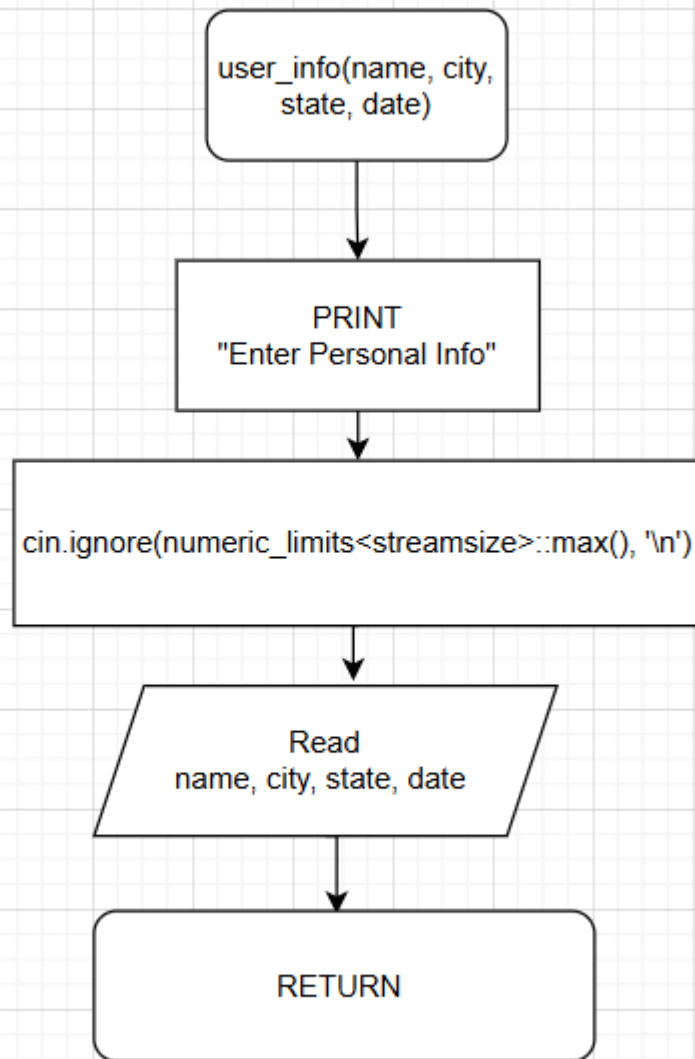 user_info(name, city,
state, date)
PRINT
"Enter Personal Info"
cin.ignore(numeric_limits<streamsize>::max(), '\n')
Read
name, city, state, date
RETURN